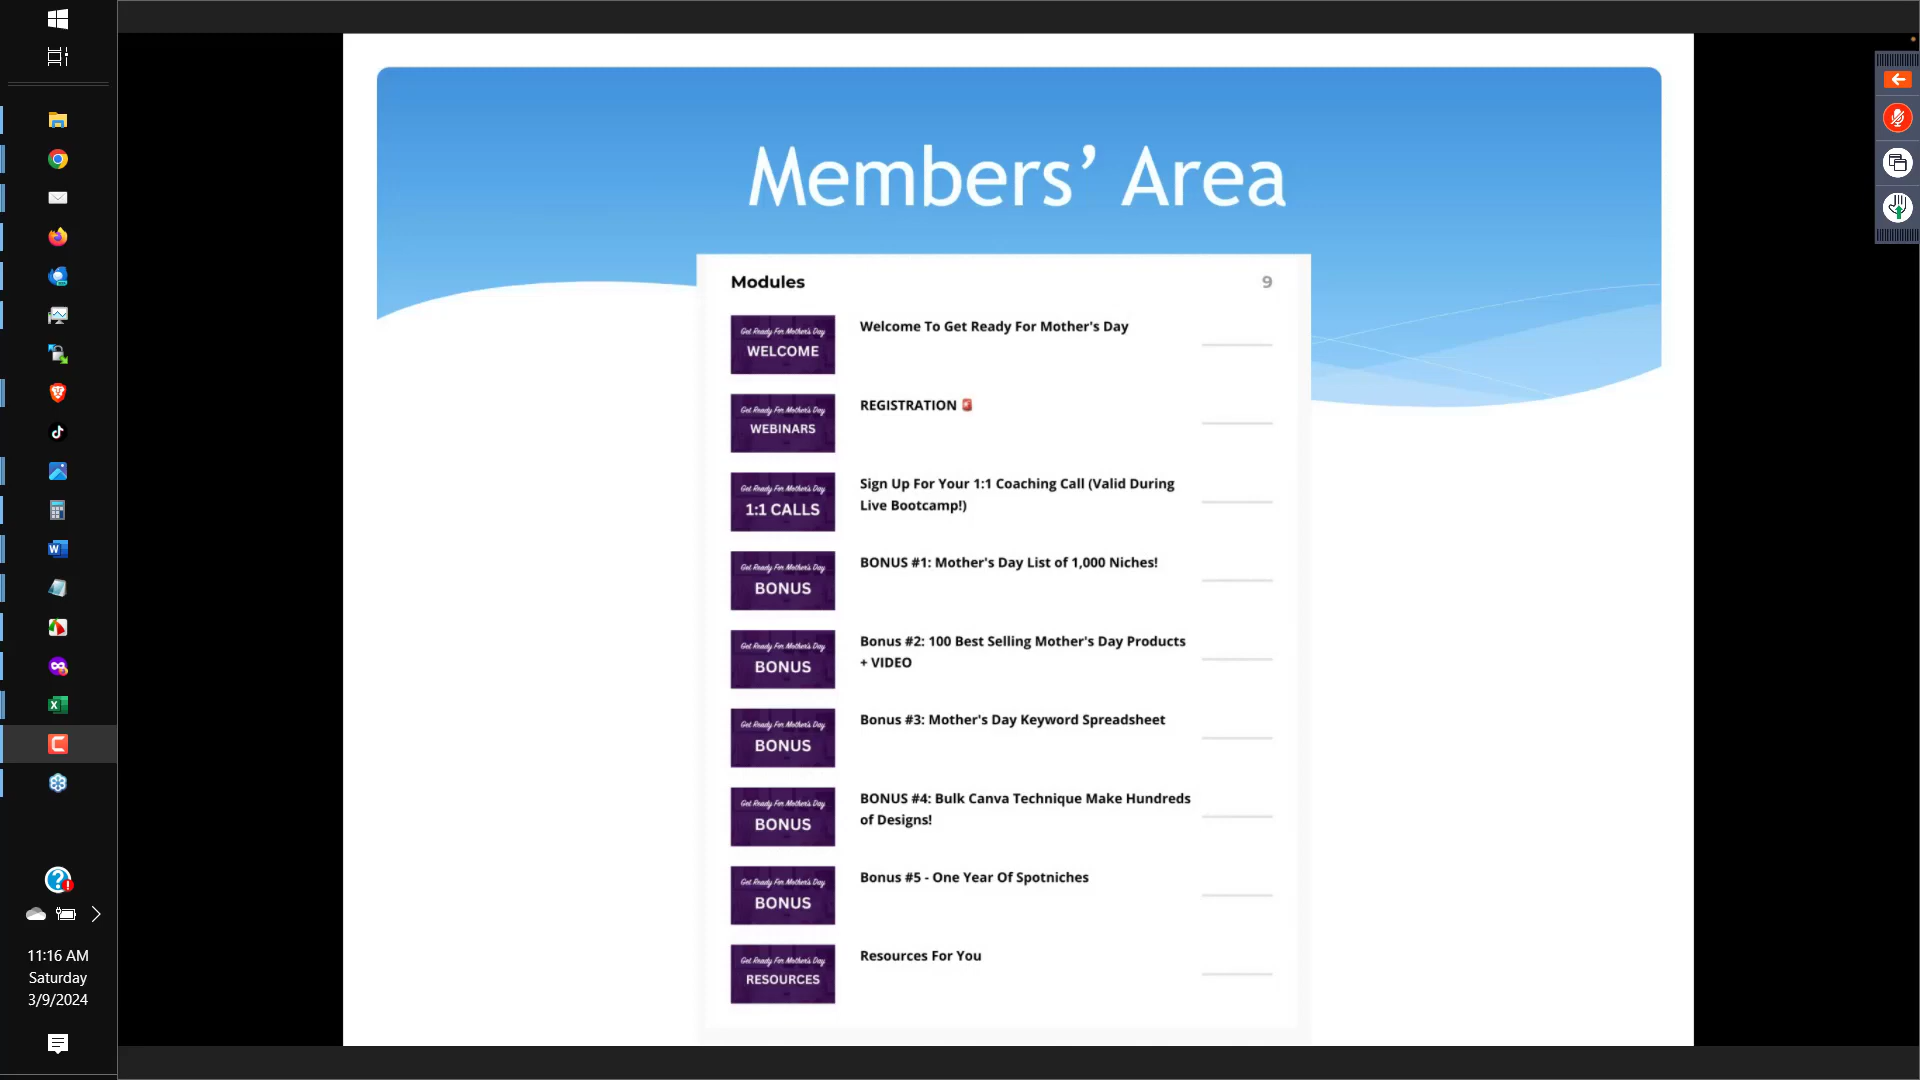 Members’ Area
Modules
9
Get Ready For Mother's Day
WELCOME
Welcome To Get Ready For Mother's Day
Get Ready For Mother's Day
WEBINARS
REGISTRATION 🚨
Get Ready For Mother's Day
1:1 CALLS
Sign Up For Your 1:1 Coaching Call (Valid During
Live Bootcamp!)
Get Ready For Mother's Day
BONUS
BONUS #1: Mother's Day List of 1,000 Niches!
Get Ready For Mother's Day
BONUS
Bonus #2: 100 Best Selling Mother's Day Products
+ VIDEO
Get Ready For Mother's Day
BONUS
Bonus #3: Mother's Day Keyword Spreadsheet
Get Ready For Mother's Day
BONUS
BONUS #4: Bulk Canva Technique Make Hundreds
of Designs!
Get Ready For Mother's Day
BONUS
Bonus #5 - One Year Of Spotniches
Get Ready For Mother's Day
RESOURCES
Resources For You
11:16 AM
Saturday
3/9/2024